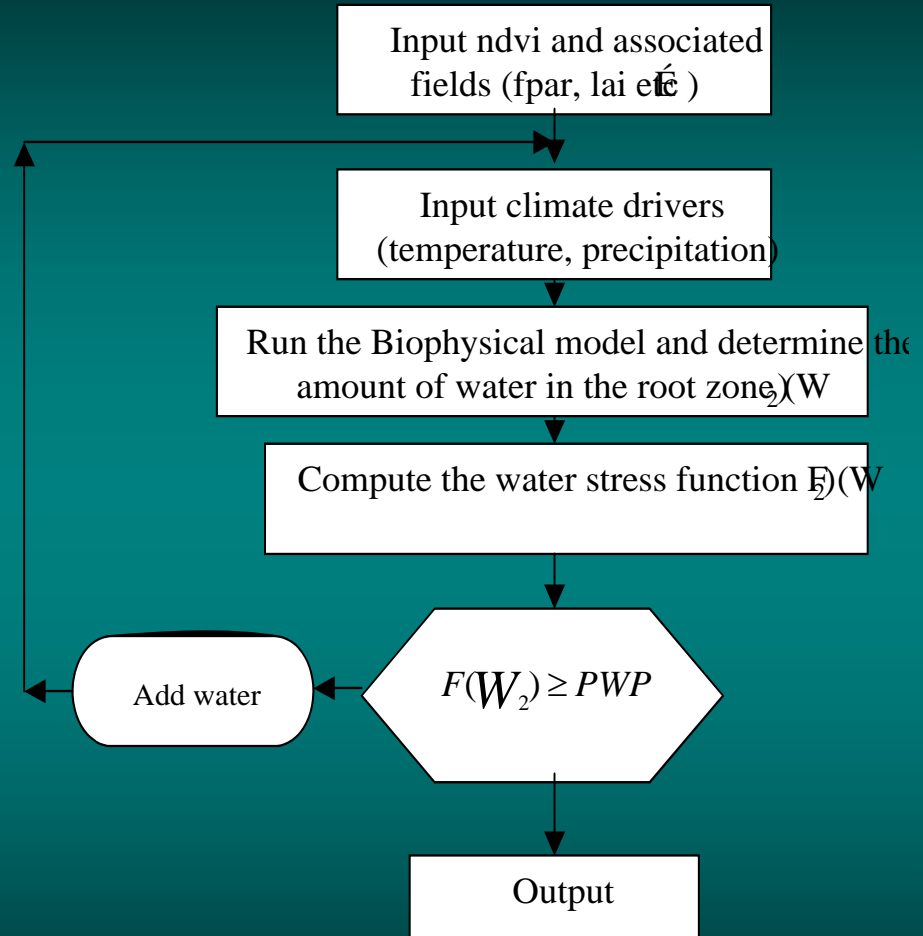 Input ndvi and associated
fields (fpar, lai etc É )
Input climate drivers
(temperature, precipitation)
Run the Biophysical model and determine the
amount of water in the root zone (W₂)
Compute the water stress function F(W₂)
F(W₂) ≥ PWP
Add water
Output